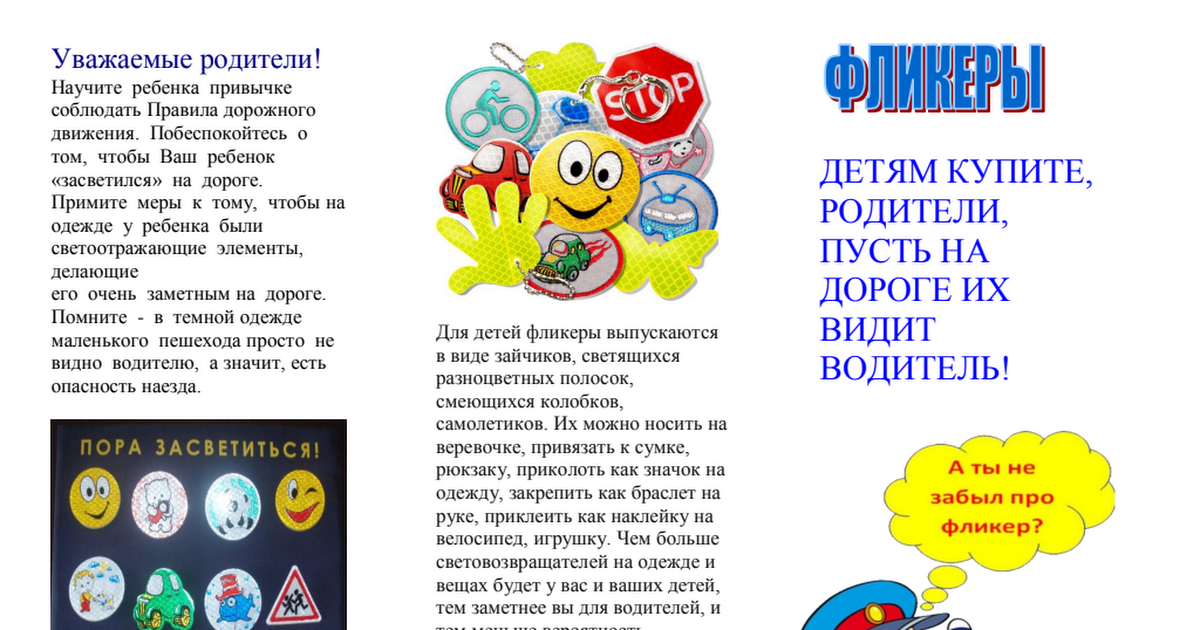 Уважаемые родители!
Научите ребенка привычке
соблюдать Правила дорожного
движения. Побеспокойтесь о
том, чтобы Ваш ребенок
«засветился» на дороге.
Примите меры к тому, чтобы на
одежде у ребенка были
светоотражающие элементы,
делающие
его очень заметным на дороге.
Помните - в темной одежде
маленького пешехода просто не
видно водителю, а значит, есть
опасность наезда.
ПОРА ЗАСВЕТИТЬСЯ!
STOP
Для детей фликеры выпускаются
в виде зайчиков, светящихся
разноцветных полосок,
смеющихся колобков,
самолетиков. Их можно носить на
веревочке, привязать к сумке,
рюкзаку, приколоть как значок на
одежду, закрепить как браслет на
руке, приклеить как наклейку на
велосипед, игрушку. Чем больше
световозвращателей на одежде и
вещах будет у вас и ваших детей,
тем заметнее вы для водителей, и
тем меньше вероятность
ФЛИКЕРЫ
ДЕТЯМ КУПИТЕ,
РОДИТЕЛИ,
ПУСТЬ НА
ДОРОГЕ ИХ
ВИДИТ
ВОДИТЕЛЬ!
А ты не
забыл про
фликер?